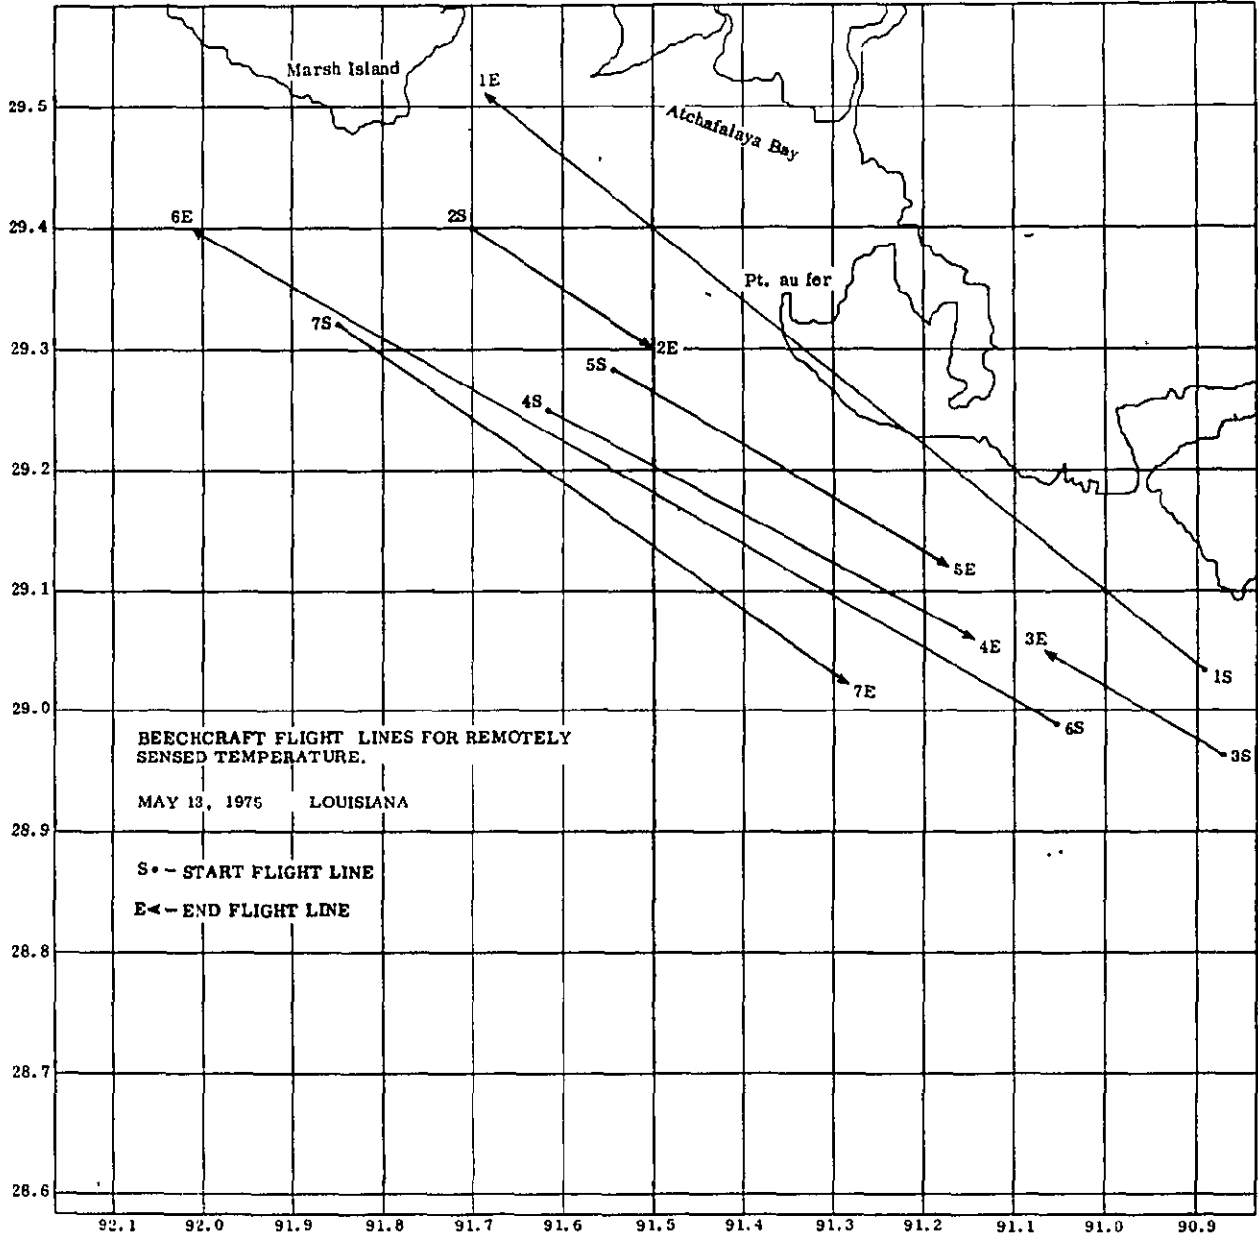 Marsh Island
1E
29.5
Atchafalaya Bay
6E
2S
29.4
Pt. au fer
7S
29.3
2E
5S
4S
29.2
29.1
5E
4E
3E
1S
7E
29.0
6S
3S
BEECHCRAFT FLIGHT LINES FOR REMOTELY
SENSED TEMPERATURE.
MAY 13, 1975 LOUISIANA
28.9
S•– START FLIGHT LINE
E◄– END FLIGHT LINE
28.8
28.7
28.6
92.1 92.0 91.9 91.8 91.7 91.6 91.5 91.4 91.3 91.2 91.1 91.0 90.9